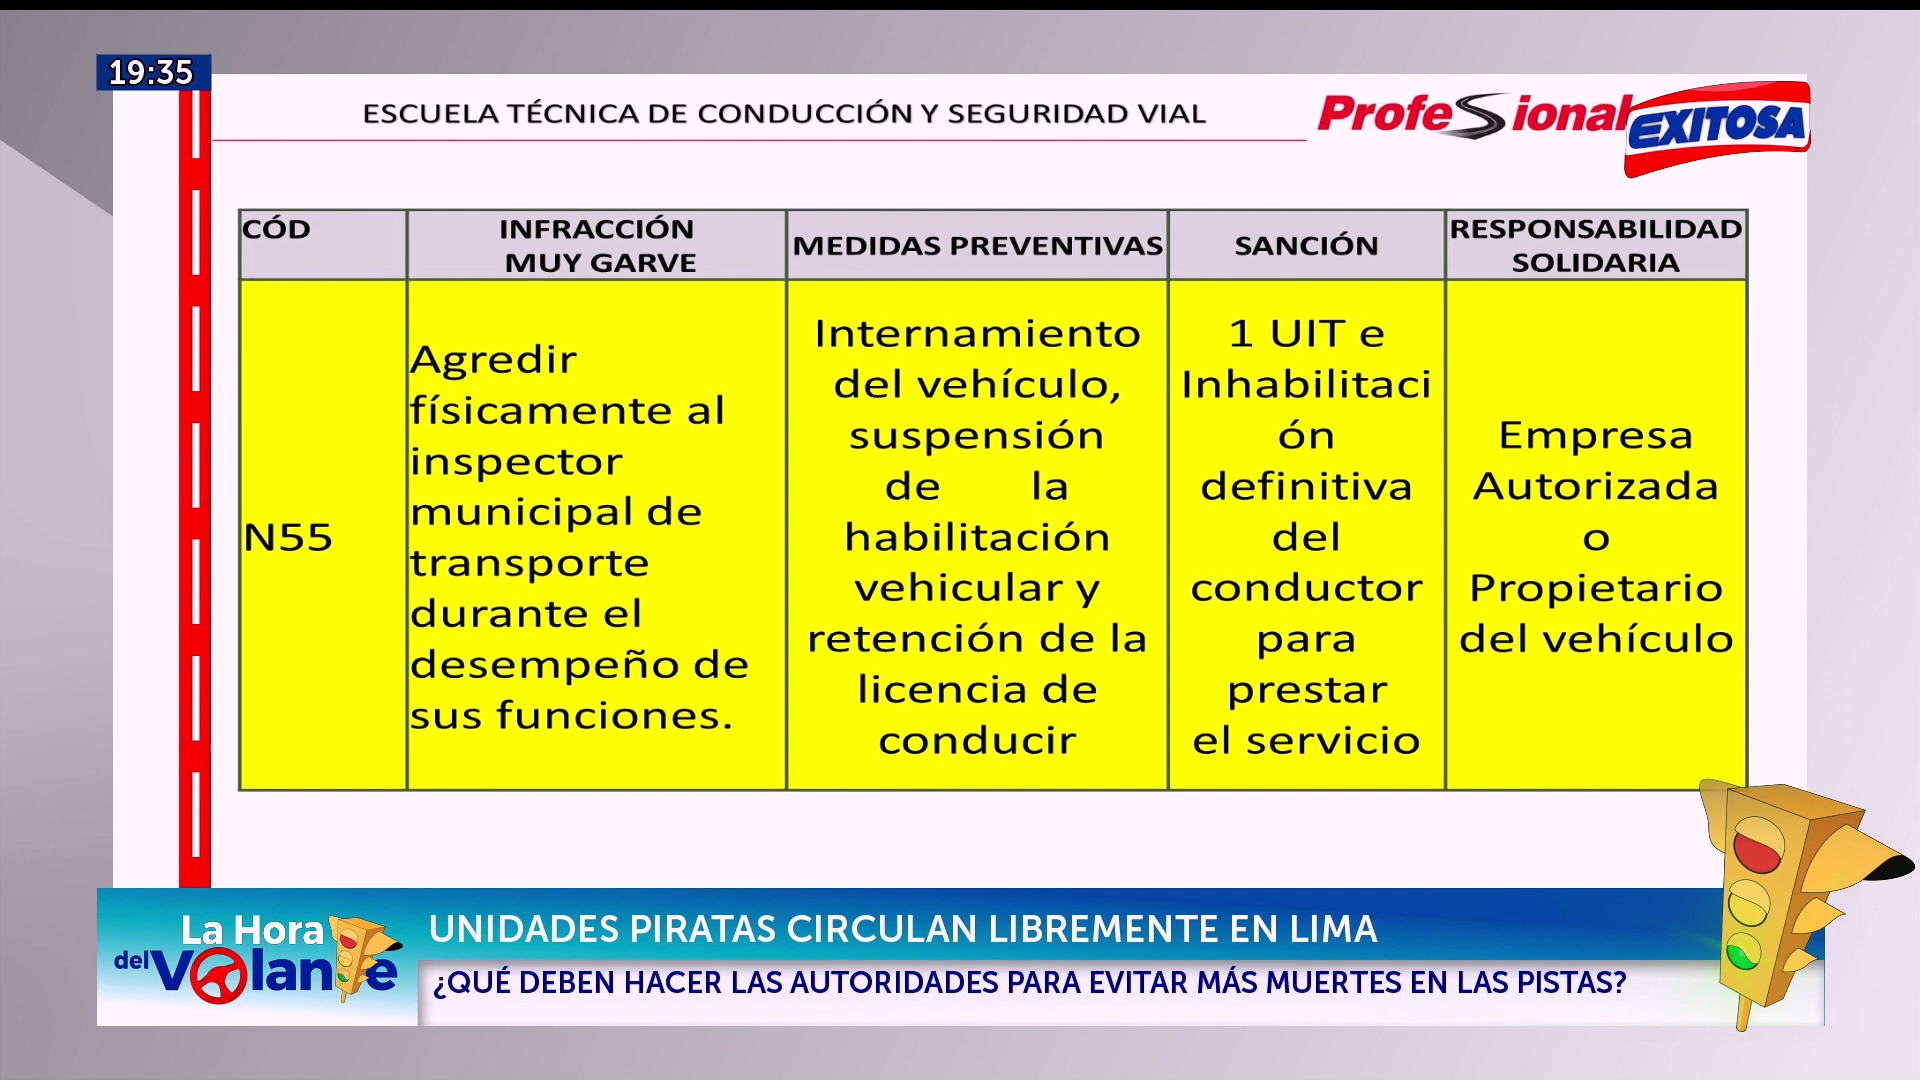 19:35
ESCUELA TÉCNICA DE CONDUCCIÓN Y SEGURIDAD VIAL
ProfeSional
EXITOSA
CÓD
INFRACCIÓN
MUY GARVE
MEDIDAS PREVENTIVAS
SANCIÓN
RESPONSABILIDAD
SOLIDARIA
N55
Agredir
físicamente al
inspector
municipal de
transporte
durante el
desempeño de
sus funciones.
Internamiento
del vehículo,
suspensión
de la
habilitación
vehicular y
retención de la
licencia de
conducir
1 UIT e
Inhabilitaci
ón
definitiva
del
conductor
para
prestar
el servicio
Empresa
Autorizada
o
Propietario
del vehículo
La Hora
del Volante
UNIDADES PIRATAS CIRCULAN LIBREMENTE EN LIMA
¿QUÉ DEBEN HACER LAS AUTORIDADES PARA EVITAR MÁS MUERTES EN LAS PISTAS?